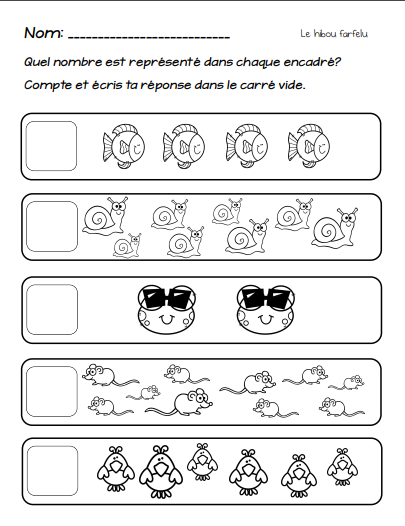 Nom: ___________________________ Le hibou farfelu
Quel nombre est représenté dans chaque encadré?
Compte et écris ta réponse dans le carré vide.